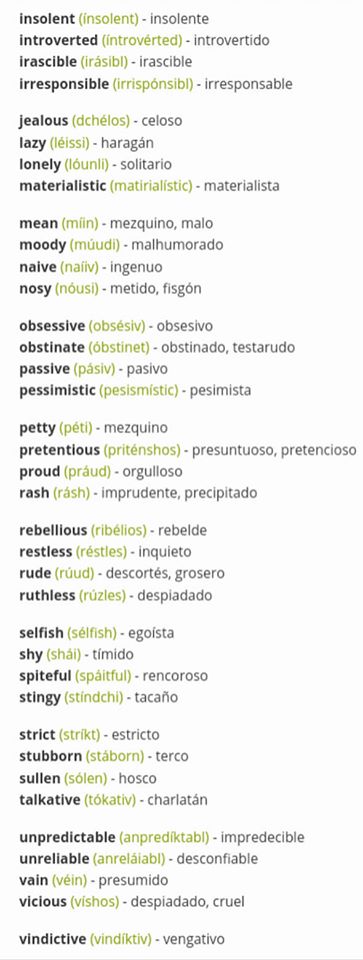 insolent (ínsolent) - insolente
introverted (íntrovérted) - introvertido
irascible (irásibl) - irascible
irresponsible (irrispónsibl) - irresponsable
jealous (dchélos) - celoso
lazy (léissi) - haragán
lonely (lóunli) - solitario
materialistic (matirialístic) - materialista
mean (míin) - mezquino, malo
moody (múudi) - malhumorado
naive (naíiv) - ingenuo
nosy (nóusi) - metido, fisgón
obsessive (obsésiv) - obsesivo
obstinate (óbstinet) - obstinado, testarudo
passive (pásiv) - pasivo
pessimistic (pesismístic) - pesimista
petty (péti) - mezquino
pretentious (priténshos) - presuntuoso, pretencioso
proud (práud) - orgulloso
rash (rásh) - imprudente, precipitado
rebellious (ribélios) - rebelde
restless (réstles) - inquieto
rude (rúud) - descortés, grosero
ruthless (rúzles) - despiadado
selfish (sélfish) - egoísta
shy (shái) - tímido
spiteful (spáitful) - rencoroso
stingy (stíndchi) - tacaño
strict (stríkt) - estricto
stubborn (stáborn) - terco
sullen (sólen) - hosco
talkative (tókativ) - charlatán
unpredictable (anpredíktabl) - impredecible
unreliable (anreláiabl) - desconfiable
vain (véin) - presumido
vicious (víshos) - despiadado, cruel
vindictive (vindíktiv) - vengativo